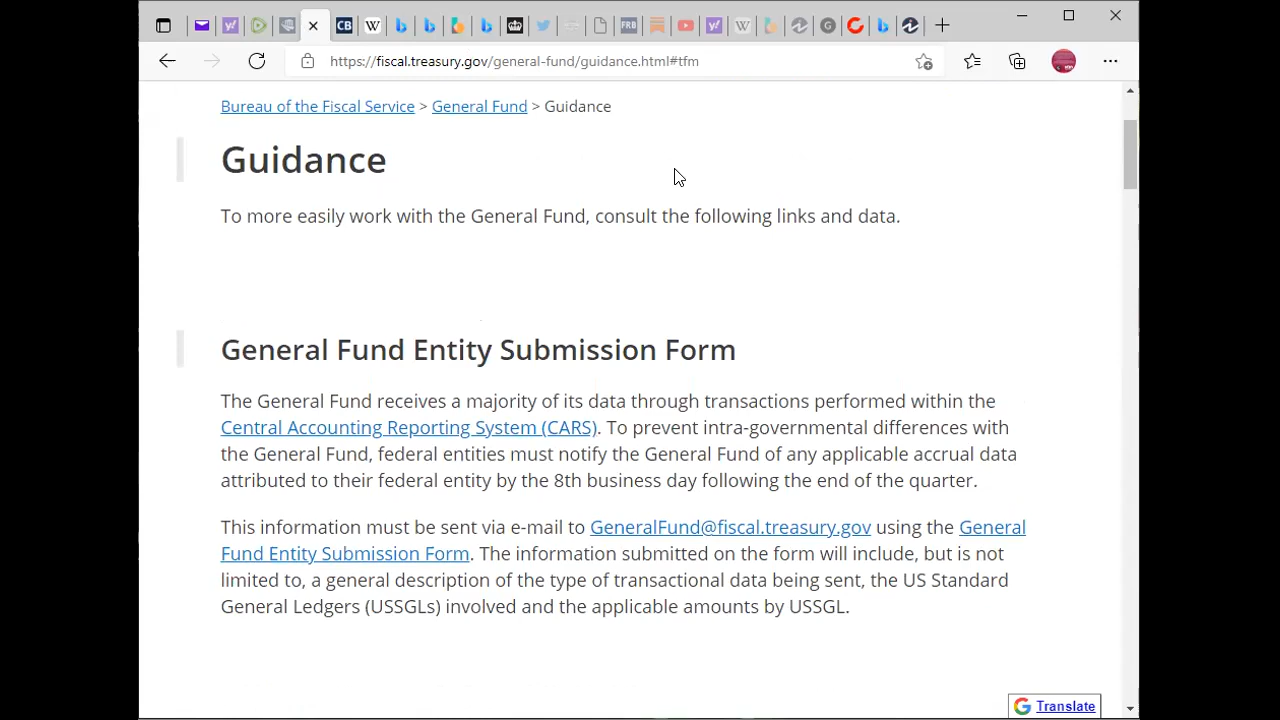 CB
W
FRB
W
G
https://fiscal.treasury.gov/general-fund/guidance.html#tfm
Bureau of the Fiscal Service > General Fund > Guidance
Guidance
To more easily work with the General Fund, consult the following links and data.
General Fund Entity Submission Form
The General Fund receives a majority of its data through transactions performed within the
Central Accounting Reporting System (CARS). To prevent intra-governmental differences with
the General Fund, federal entities must notify the General Fund of any applicable accrual data
attributed to their federal entity by the 8th business day following the end of the quarter.
This information must be sent via e-mail to GeneralFund@fiscal.treasury.gov using the General
Fund Entity Submission Form. The information submitted on the form will include, but is not
limited to, a general description of the type of transactional data being sent, the US Standard
General Ledgers (USSGLs) involved and the applicable amounts by USSGL.
G Translate